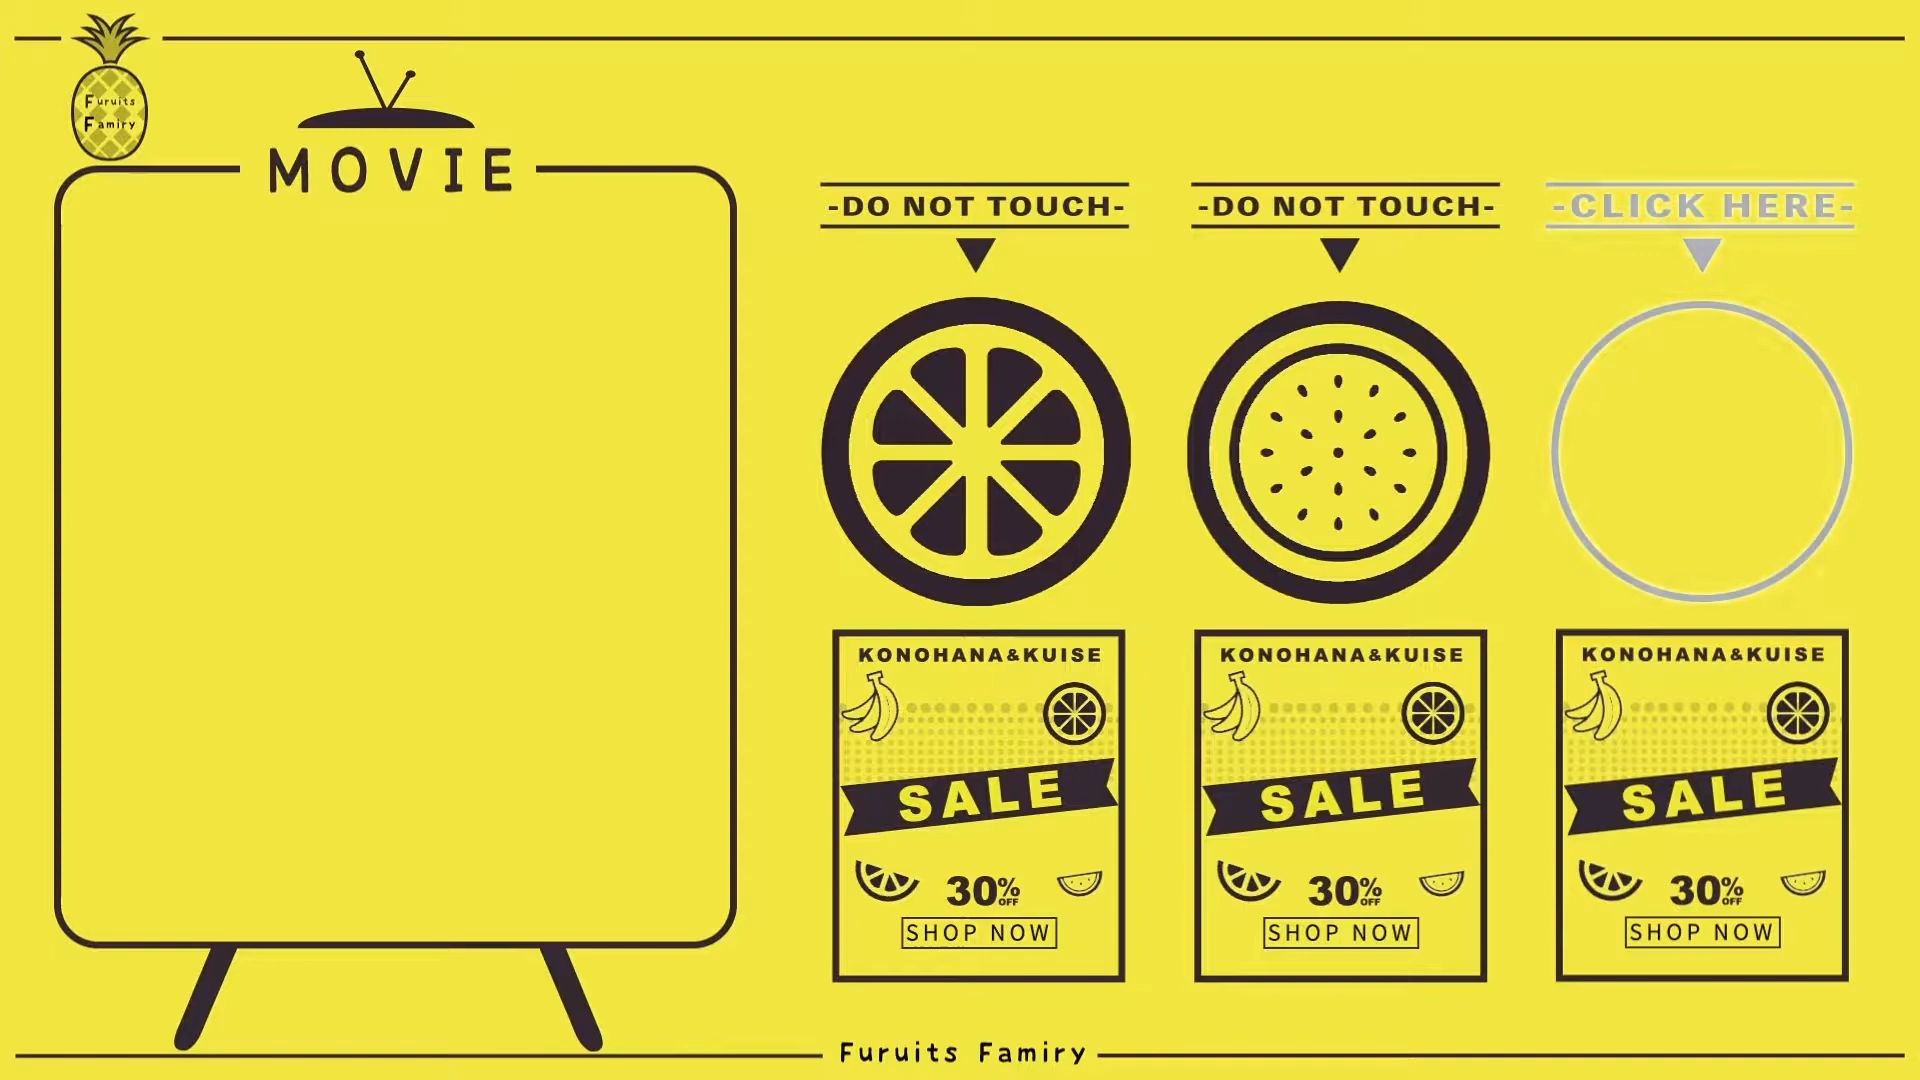 Furuits
Famiry
MOVIE
-DO NOT TOUCH-
-DO NOT TOUCH-
-CLICK HERE-
KONOHANA&KUISE
SALE
30%
OFF
SHOP NOW
KONOHANA&KUISE
SALE
30%
OFF
SHOP NOW
KONOHANA&KUISE
SALE
30%
OFF
SHOP NOW
Furuits Famiry